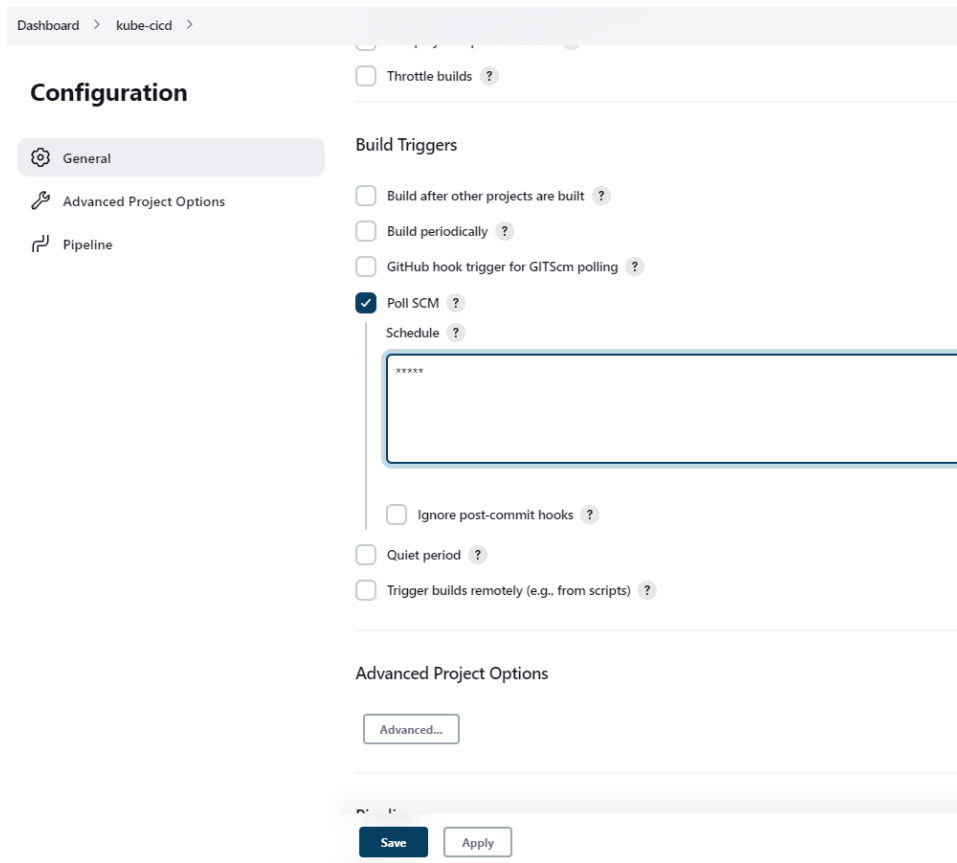 Dashboard > kube-cicd >
Throttle builds ?
Configuration
General
Advanced Project Options
Pipeline
Build Triggers
Build after other projects are built ?
Build periodically ?
GitHub hook trigger for GITScm polling ?
Poll SCM ?
Schedule ?
*****
Ignore post-commit hooks ?
Quiet period ?
Trigger builds remotely (e.g., from scripts) ?
Advanced Project Options
Advanced...
Save
Apply